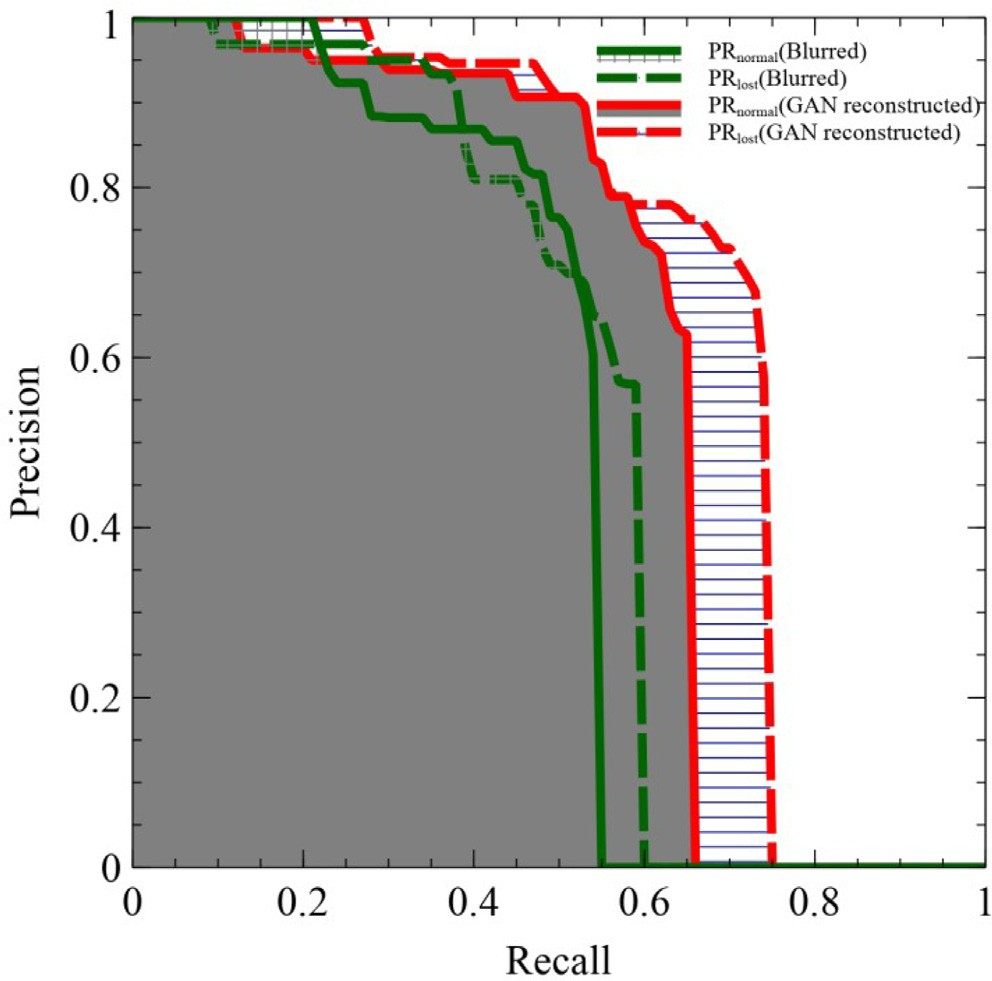 1
0.8
0.6
0.4
0.2
0
Precision
PRnormal(Blurred)
PRlost(Blurred)
PRnormal(GAN reconstructed)
PRlost(GAN reconstructed)
0 0.2 0.4 0.6 0.8 1
Recall